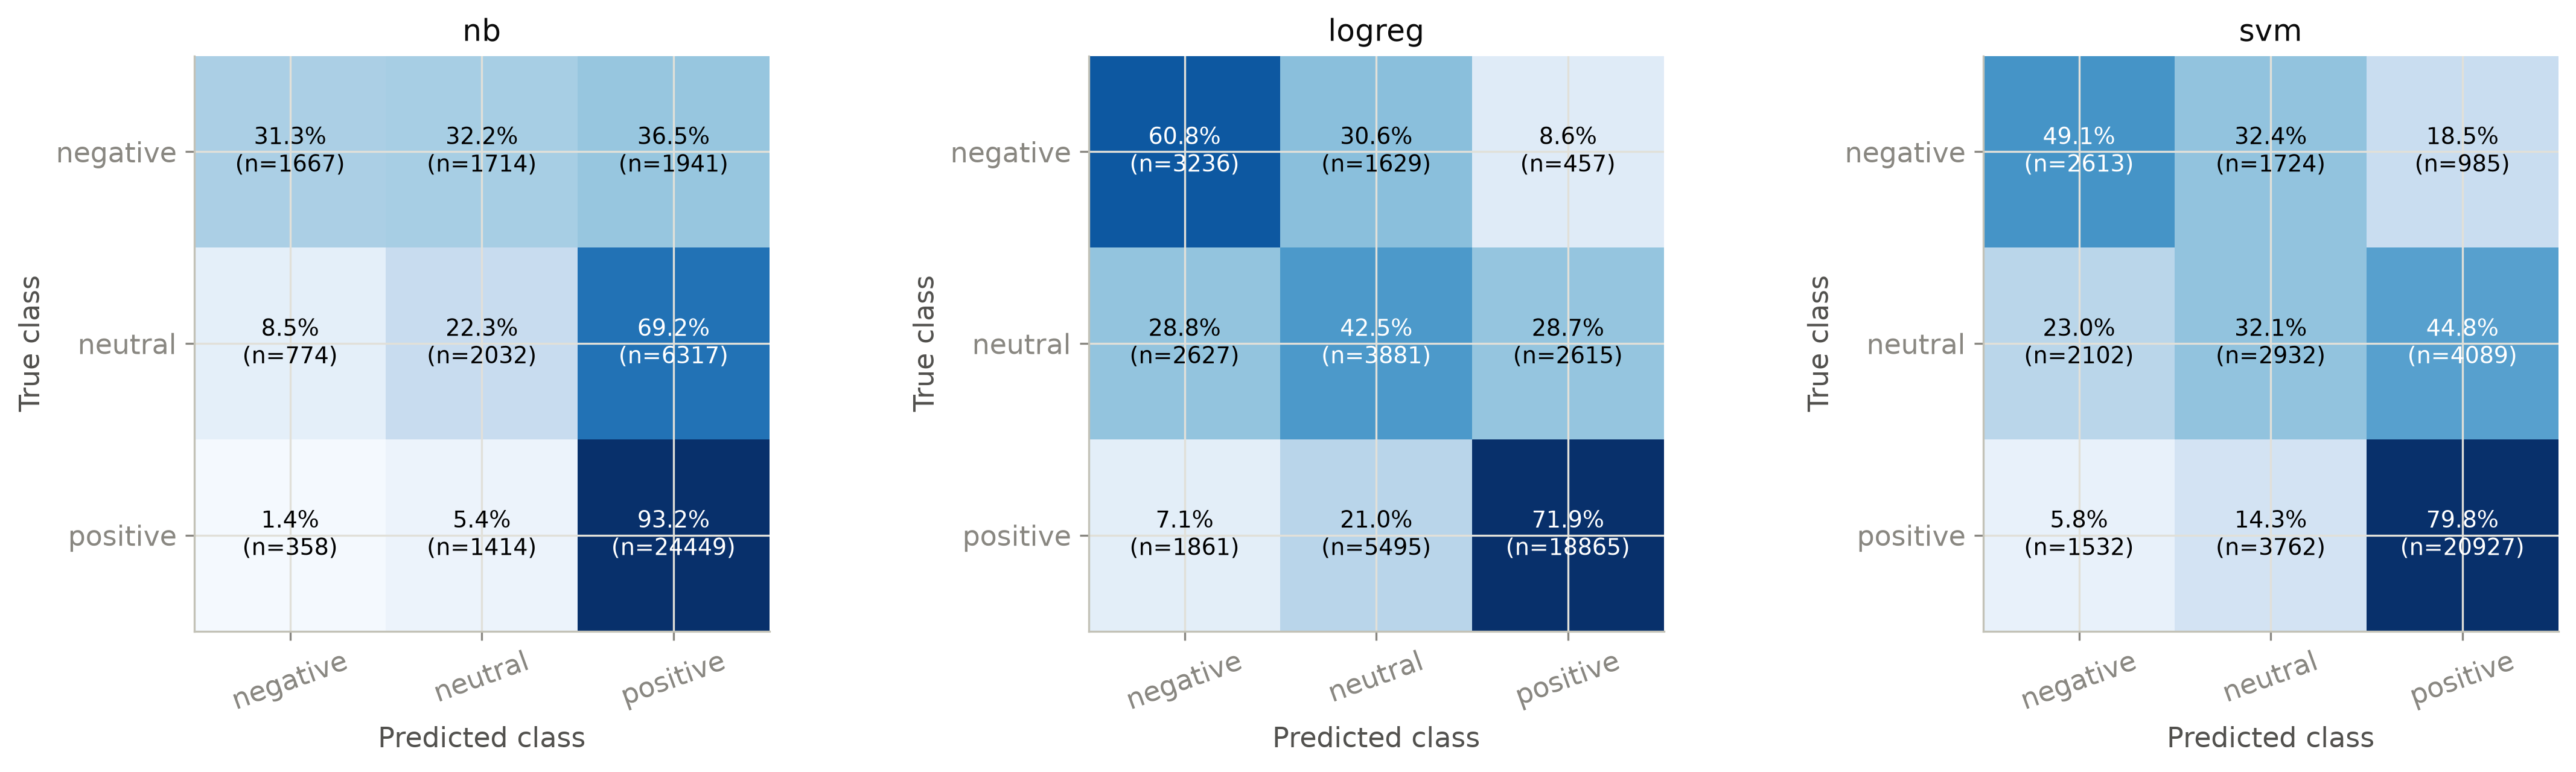 nb
negative
31.3%
(n=1667)
32.2%
(n=1714)
36.5%
(n=1941)
neutral
8.5%
(n=774)
22.3%
(n=2032)
69.2%
(n=6317)
positive
1.4%
(n=358)
5.4%
(n=1414)
93.2%
(n=24449)
True class
negative
neutral
positive
Predicted class
logreg
negative
60.8%
(n=3236)
30.6%
(n=1629)
8.6%
(n=457)
neutral
28.8%
(n=2627)
42.5%
(n=3881)
28.7%
(n=2615)
positive
7.1%
(n=1861)
21.0%
(n=5495)
71.9%
(n=18865)
True class
negative
neutral
positive
Predicted class
svm
negative
49.1%
(n=2613)
32.4%
(n=1724)
18.5%
(n=985)
neutral
23.0%
(n=2102)
32.1%
(n=2932)
44.8%
(n=4089)
positive
5.8%
(n=1532)
14.3%
(n=3762)
79.8%
(n=20927)
True class
negative
neutral
positive
Predicted class